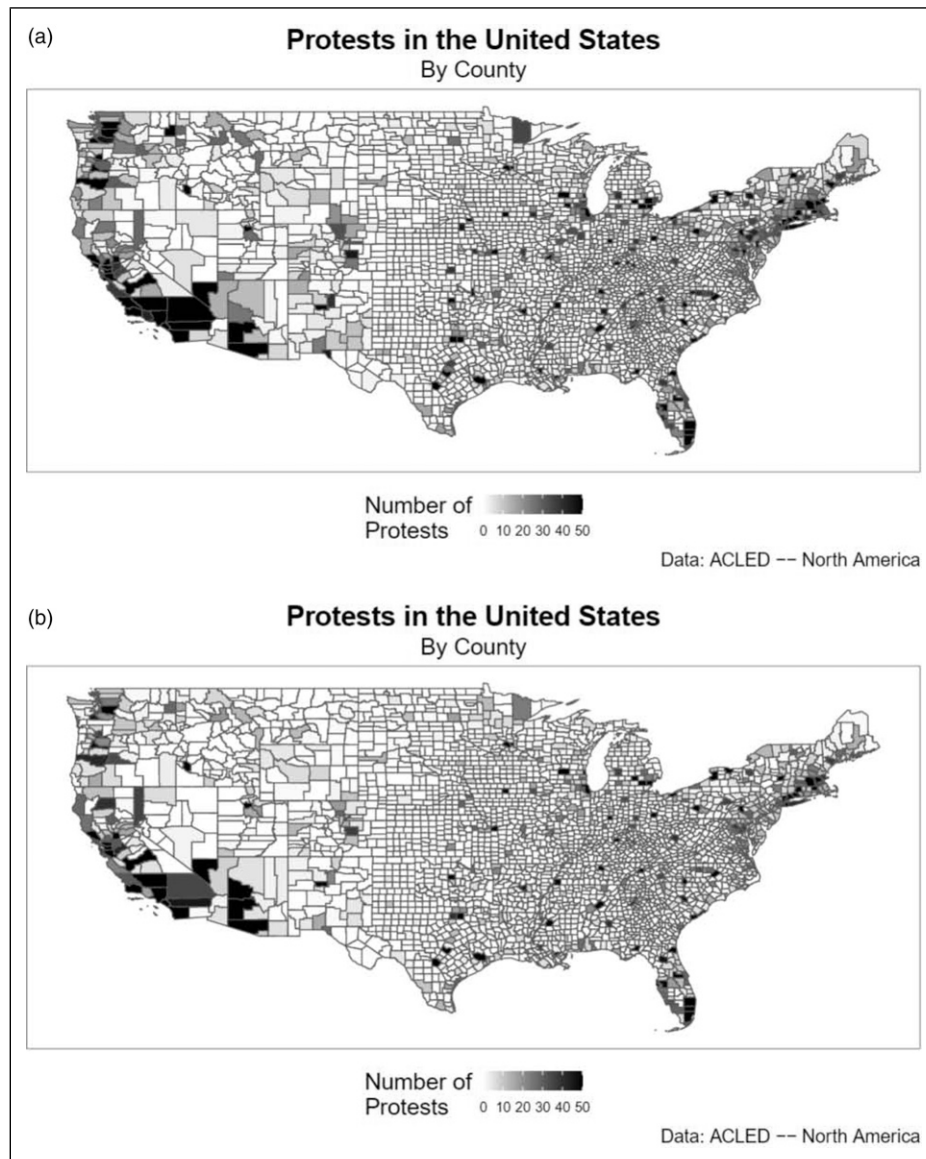 (a)
Protests in the United States
By County
Number of
Protests
0 10 20 30 40 50
Data: ACLED −− North America
(b)
Protests in the United States
By County
Number of
Protests
0 10 20 30 40 50
Data: ACLED −− North America